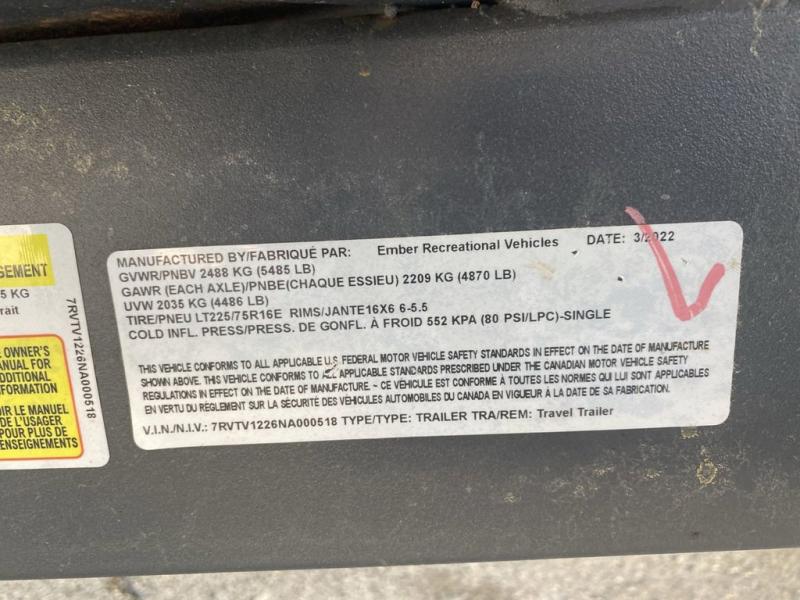 SEMENT
5 KG
rait
OWNER'S
ANUAL FOR
ADDITIONAL
NFORMATION
IR LE MANUEL
DE L'USAGER
POUR PLUS DE
RENSEIGNEMENTS
7RVTV1226NA000518
MANUFACTURED BY/FABRIQUÉ PAR: Ember Recreational Vehicles DATE: 3/2022
GVWR/PNBV 2488 KG (5485 LB)
GAWR (EACH AXLE)/PNBE(CHAQUE ESSIEU) 2209 KG (4870 LB)
UVW 2035 KG (4486 LB)
TIRE/PNEU LT225/75R16E RIMS/JANTE16X6 6-5.5
COLD INFL. PRESS/PRESS. DE GONFL. À FROID 552 KPA (80 PSI/LPC)-SINGLE
THIS VEHICLE CONFORMS TO ALL APPLICABLE U.S. FEDERAL MOTOR VEHICLE SAFETY STANDARDS IN EFFECT ON THE DATE OF MANUFACTURE
SHOWN ABOVE. THIS VEHICLE CONFORMS TO ALL APPLICABLE STANDARDS PRESCRIBED UNDER THE CANADIAN MOTOR VEHICLE SAFETY
REGULATIONS IN EFFECT ON THE DATE OF MANUFACTURE. ~ CE VÉHICULE EST CONFORME À TOUTES LES NORMES QUI LUI SONT APPLICABLES
EN VERTU DU RÈGLEMENT SUR LA SÉCURITÉ DES VÉHICULES AUTOMOBILES DU CANADA EN VIGUEUR À LA DATE DE SA FABRICATION.
V.I.N./N.I.V.: 7RVTV1226NA000518 TYPE/TYPE: TRAILER TRA/REM: Travel Trailer